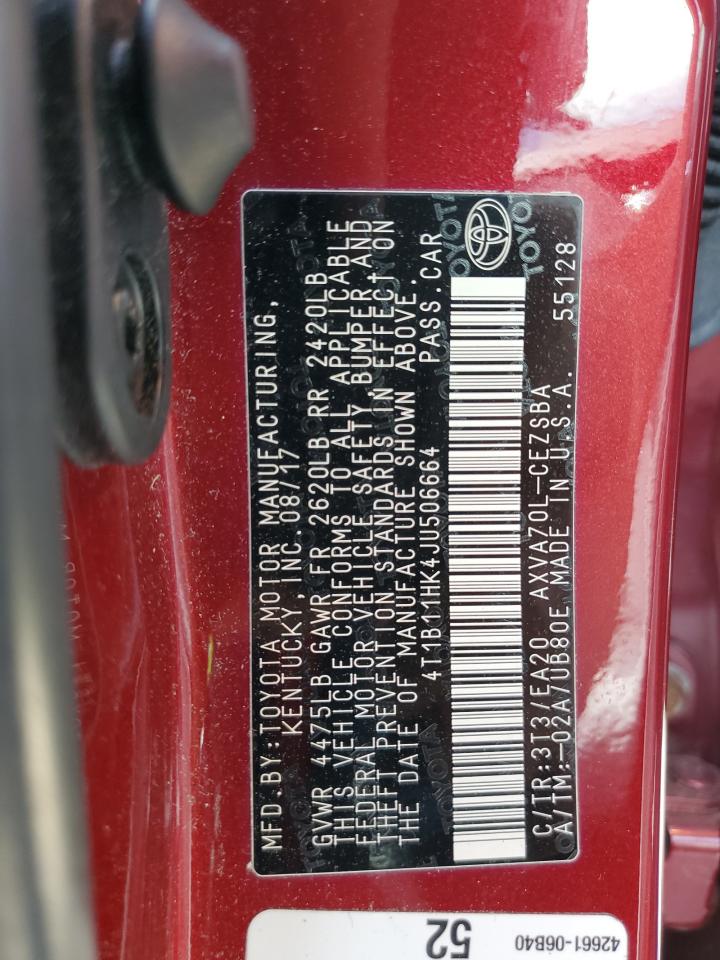 MFD.BY:TOYOTA MOTOR MANUFACTURING,
KENTUCKY,INC.08/17
GVWR 4475LB GAWR FR 2620LB RR 2420LB
THIS VEHICLE CONFORMS TO ALL APPLICABLE
FEDERAL MOTOR VEHICLE SAFETY,BUMPER AND
THEFT PREVENTION STANDARDS IN EFFECT ON
THE DATE OF MANUFACTURE SHOWN ABOVE.
4T1B11HK4JU506664 PASS.CAR
TOYOTA
C/TR:3T3/EA20 AXVA70L-CEZSBA
A/TM:-02A/UB80E MADE IN U.S.A. 55128
52
42661-06B40